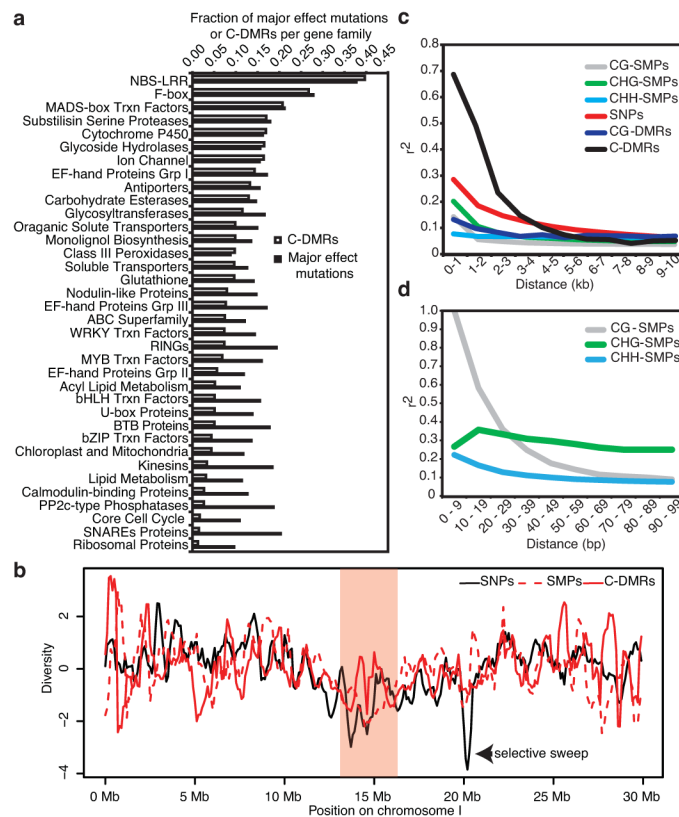 a
Fraction of major effect mutations
or C-DMRs per gene family
0.00 0.05 0.10 0.15 0.20 0.25 0.30 0.35 0.40 0.45
NBS-LRR
F-box
MADS-box Trxn Factors
Substilisin Serine Proteases
Cytochrome P450
Glycoside Hydrolases
Ion Channel
EF-hand Proteins Grp I
Antiporters
Carbohydrate Esterases
Glycosyltransferases
Oraganic Solute Transporters
Monolignol Biosynthesis
Class III Peroxidases
Soluble Transporters
Glutathione
Nodulin-like Proteins
EF-hand Proteins Grp III
ABC Superfamily
WRKY Trxn Factors
RINGs
MYB Trxn Factors
EF-hand Proteins Grp II
Acyl Lipid Metabolism
bHLH Trxn Factors
U-box Proteins
BTB Proteins
bZIP Trxn Factors
Chloroplast and Mitochondria
Kinesins
Lipid Metabolism
Calmodulin-binding Proteins
PP2c-type Phosphatases
Core Cell Cycle
SNAREs Proteins
Ribosomal Proteins
C-DMRs
Major effect
mutations
c
0.8
0.7
0.6
0.5
0.4
0.3
0.2
0.1
0
r2
CG-SMPs
CHG-SMPs
CHH-SMPs
SNPs
CG-DMRs
C-DMRs
0-1 1-2 2-3 3-4 4-5 5-6 6-7 7-8 8-9 9-10
Distance (kb)
d
1.0
0.9
0.8
0.7
0.6
0.5
0.4
0.3
0.2
0.1
0
r2
CG-SMPs
CHG-SMPs
CHH-SMPs
0 - 9 10 - 19 20 - 29 30 - 39 40 - 49 50 - 59 60 - 69 70 - 79 80 - 89 90 - 99
Distance (bp)
b
SNPs SMPs C-DMRs
Diversity
2
0
−2
−4
selective sweep
0 Mb 5 Mb 10 Mb 15 Mb 20 Mb 25 Mb 30 Mb
Position on chromosome I